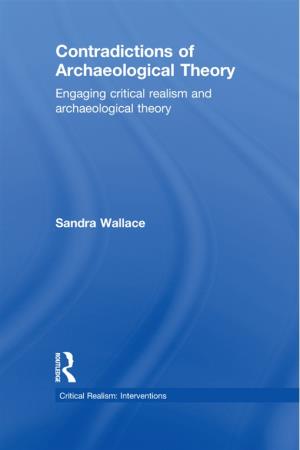 Contradictions of
Archaeological Theory
Engaging critical realism and
archaeological theory
Sandra Wallace
ROUTLEDGE
Critical Realism: Interventions